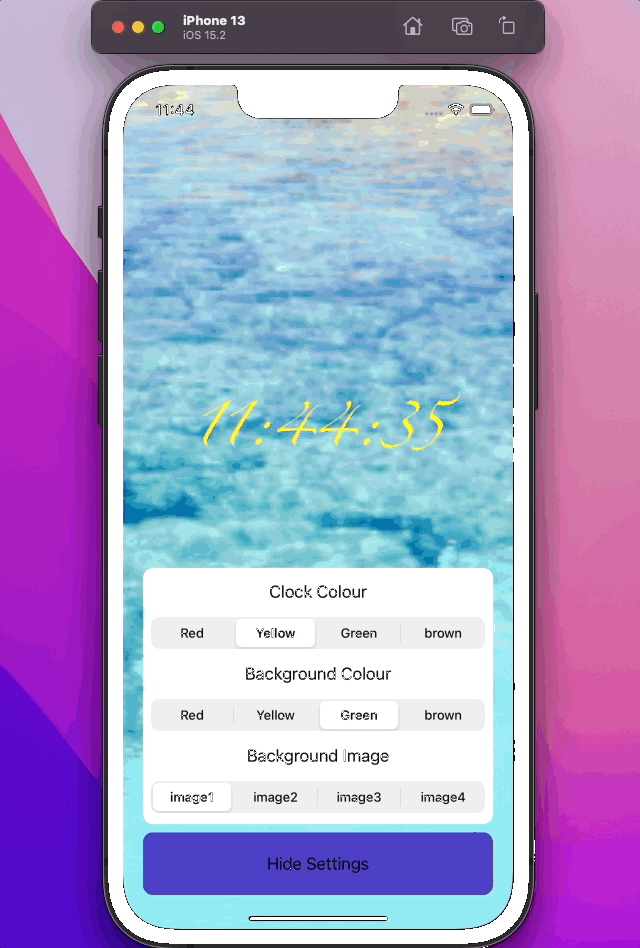 iPhone 13
iOS 15.2
11:44
11:44:35
Clock Colour
Red Yellow Green brown
Background Colour
Red Yellow Green brown
Background Image
image1 image2 image3 image4
Hide Settings